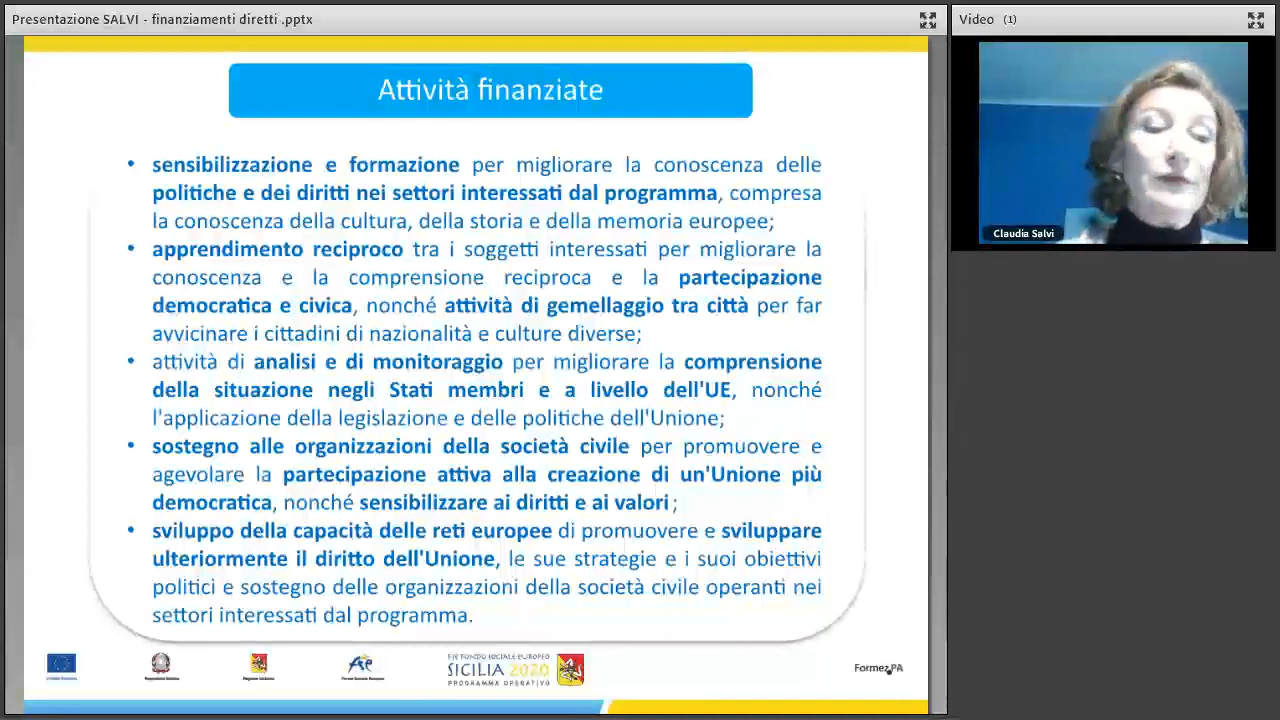 Presentazione SALVI - finanziamenti diretti .pptx
Video (1)
Attività finanziate
Claudia Salvi
• sensibilizzazione e formazione per migliorare la conoscenza delle
politiche e dei diritti nei settori interessati dal programma, compresa
la conoscenza della cultura, della storia e della memoria europee;
• apprendimento reciproco tra i soggetti interessati per migliorare la
conoscenza e la comprensione reciproca e la partecipazione
democratica e civica, nonché attività di gemellaggio tra città per far
avvicinare i cittadini di nazionalità e culture diverse;
• attività di analisi e di monitoraggio per migliorare la comprensione
della situazione negli Stati membri e a livello dell'UE, nonché
l'applicazione della legislazione e delle politiche dell'Unione;
• sostegno alle organizzazioni della società civile per promuovere e
agevolare la partecipazione attiva alla creazione di un'Unione più
democratica, nonché sensibilizzare ai diritti e ai valori;
• sviluppo della capacità delle reti europee di promuovere e sviluppare
ulteriormente il diritto dell'Unione, le sue strategie e i suoi obiettivi
politici e sostegno delle organizzazioni della società civile operanti nei
settori interessati dal programma.
FONDO SOCIALE EUROPEO
SICILIA 2020
PROGRAMMA OPERATIVO
Formez PA